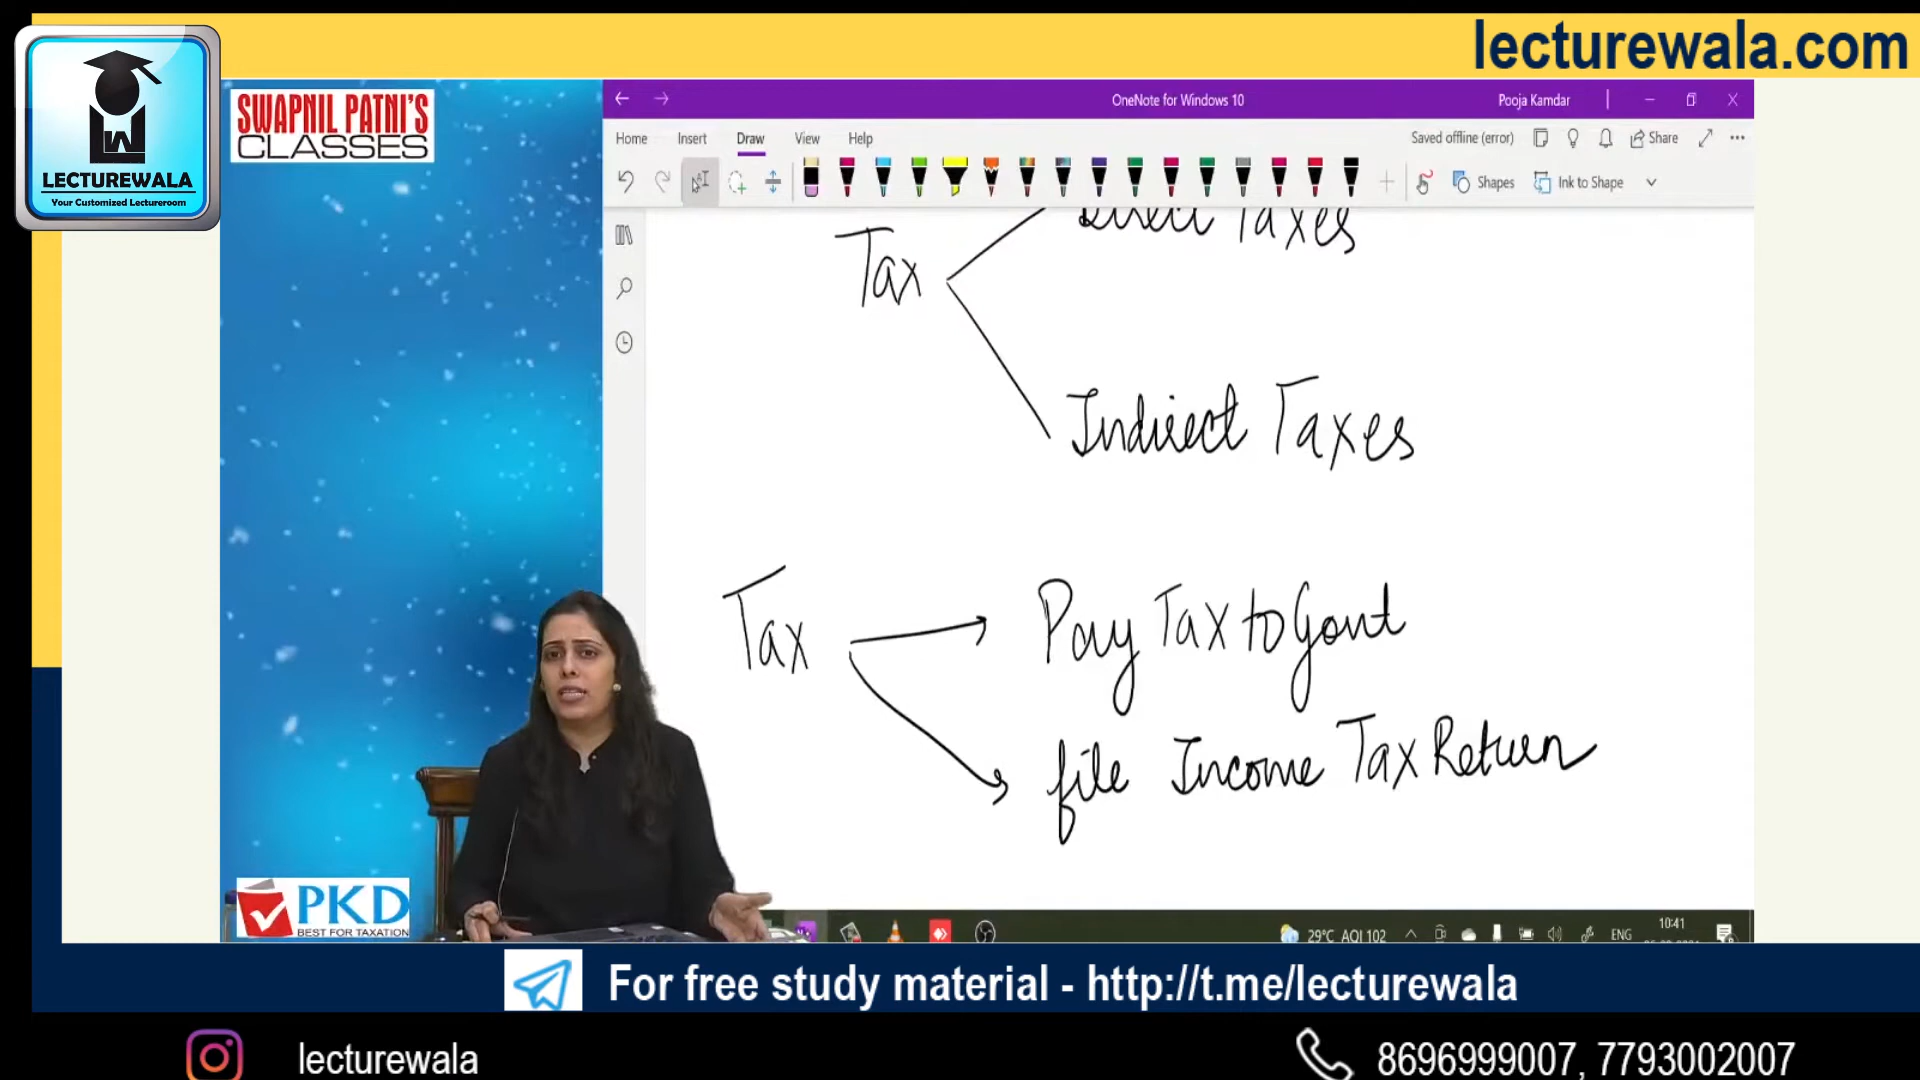 lecturewala.com
LECTUREWALA
Your Customized Lectureroom
SWAPNIL PATNI'S
CLASSES
OneNote for Windows 10
Pooja Kamdar
Home Insert Draw View Help
Saved offline (error)
Share
Shapes
Ink to Shape
Direct Taxes
Tax
Indirect Taxes
Tax
Pay Tax to Govt
file Income Tax Return
PKD
BEST FOR TAXATION
29°C AQI 102
ENG
10:41
For free study material - http://t.me/lecturewala
lecturewala
8696999007, 7793002007